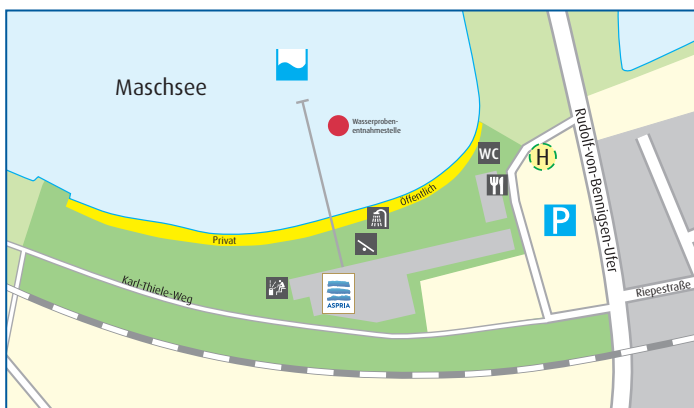 Maschsee
Wasserproben-
entnahmestelle
WC
H
Rudolf-von-Bennigsen-Ufer
Öffentlich
P
Privat
Karl-Thiele-Weg
ASPRIA
Riepestraße